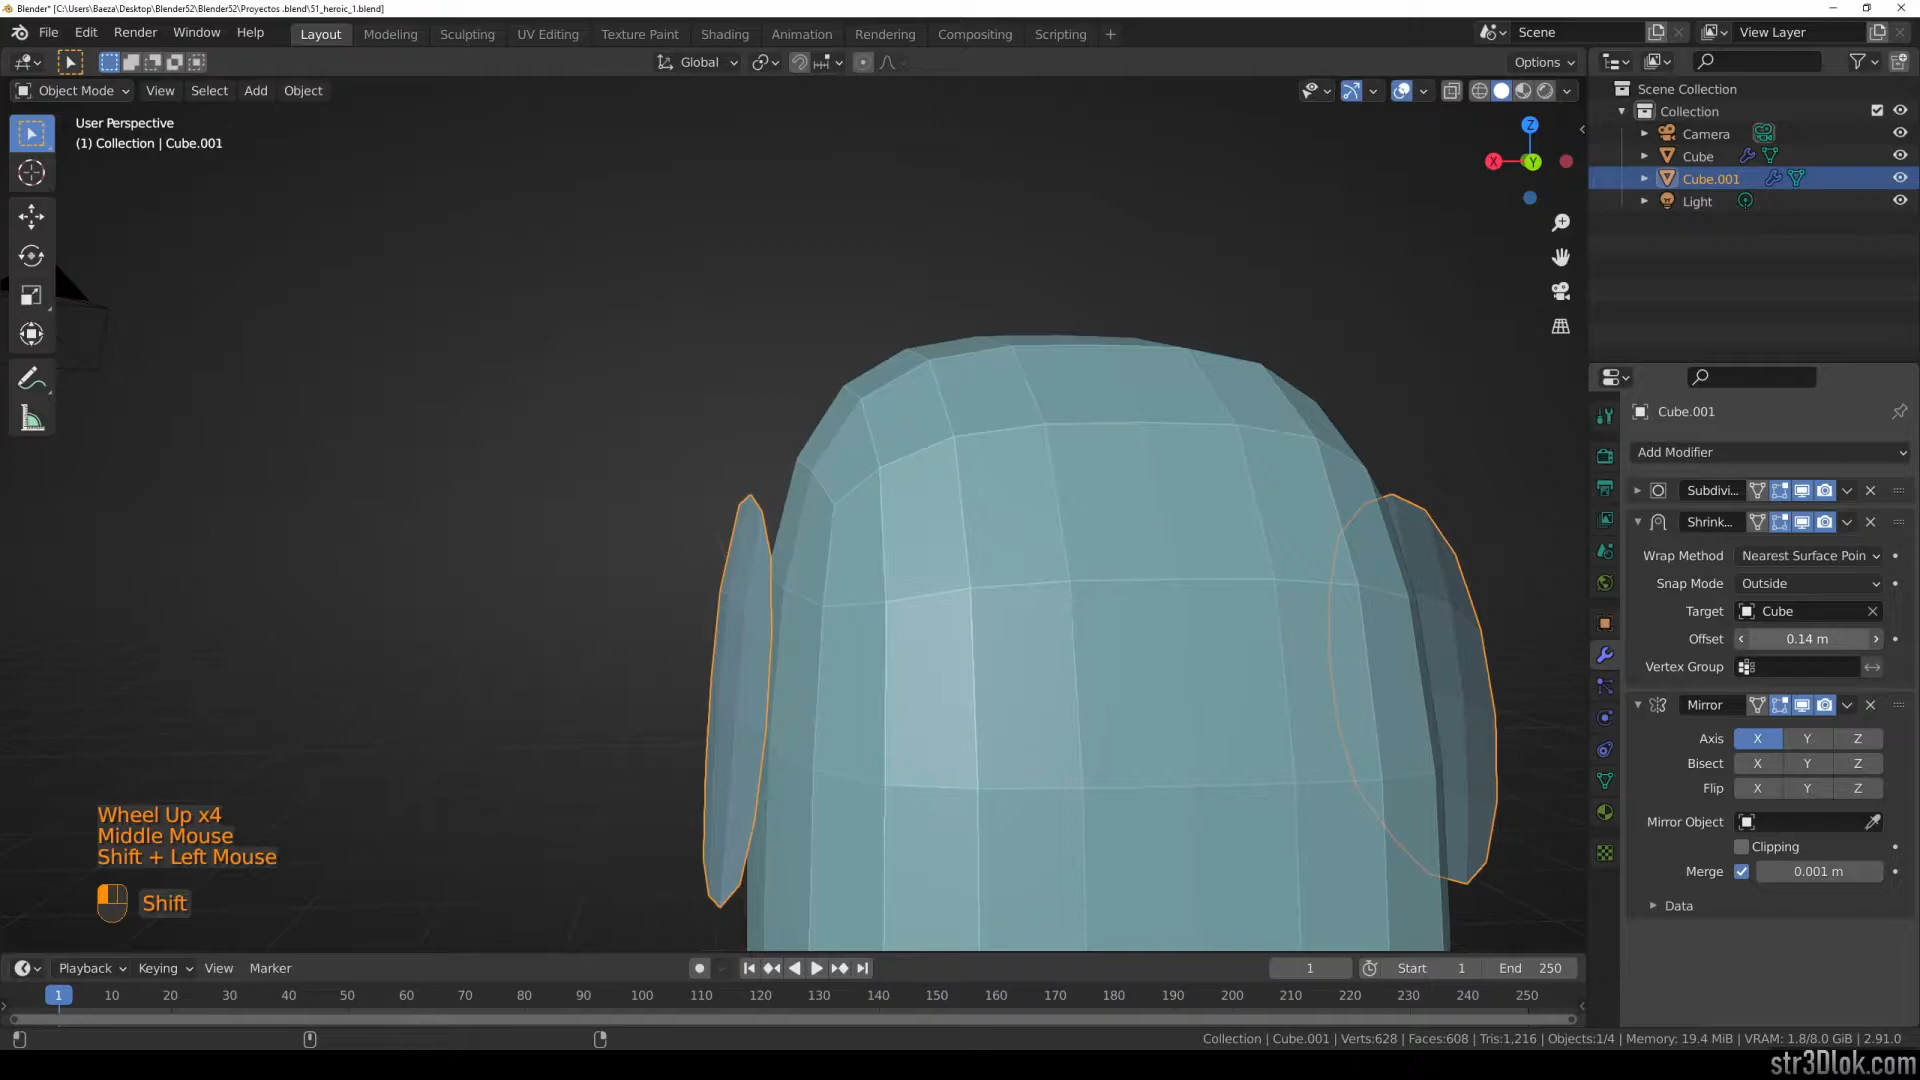 Blender* [C:\Users\Baeza\Desktop\Blender52\Blender52\Proyectos .blend\51_heroic_1.blend]
File Edit Render Window Help Layout Modeling Sculpting UV Editing Texture Paint Shading Animation Rendering Compositing Scripting Scene View Layer
Global Options
Object Mode View Select Add Object
User Perspective
(1) Collection | Cube.001
Z
X Y
Scene Collection
Collection
Camera
Cube
Cube.001
Light
Cube.001
Add Modifier
Subdivi...
Shrink...
Wrap Method Nearest Surface Poin
Snap Mode Outside
Target Cube
Offset 0.14 m
Vertex Group
Mirror
Axis X Y Z
Bisect X Y Z
Flip X Y Z
Mirror Object
Clipping
Merge 0.001 m
Data
Wheel Up x4
Middle Mouse
Shift + Left Mouse
Shift
Playback Keying View Marker 1 Start 1 End 250
1 10 20 30 40 50 60 70 80 90 100 110 120 130 140 150 160 170 180 190 200 210 220 230 240 250
Collection | Cube.001 | Verts:628 | Faces:608 | Tris:1,216 | Objects:1/4 | Memory: 19.4 MiB | VRAM: 1.8/8.0 GiB | 2.91.0
str3Dlok.com